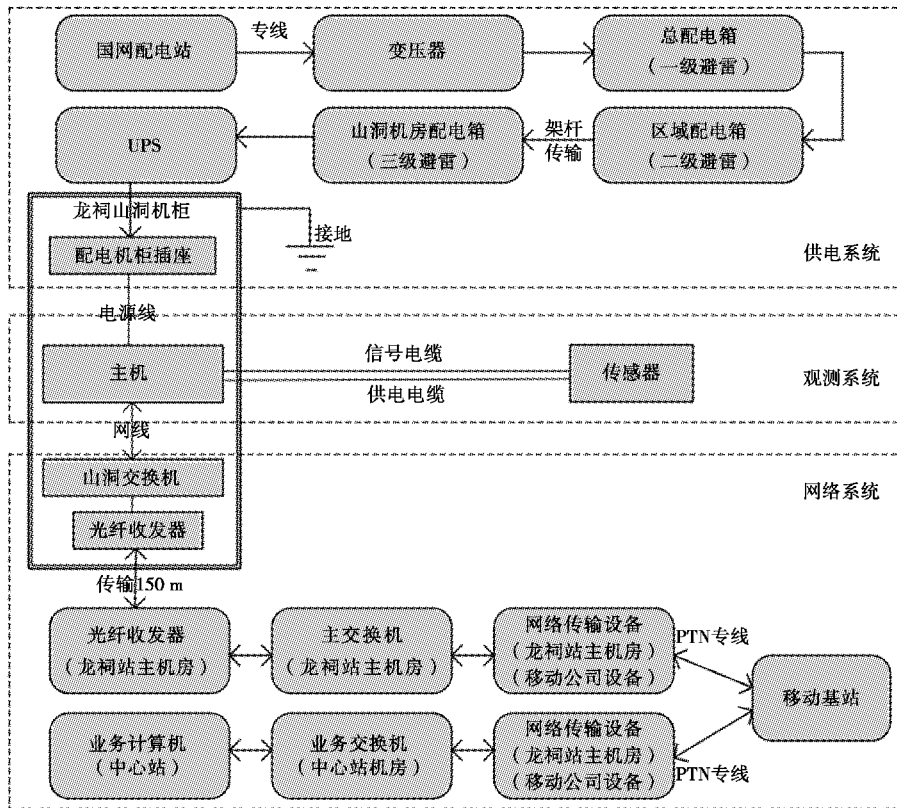 国网配电站
专线
变压器
总配电箱
（一级避雷）
UPS
山洞机房配电箱
（三级避雷）
架杆
传输
区域配电箱
（二级避雷）
龙祠山洞机柜
接地
配电机柜插座
供电系统
电源线
主机
信号电缆
供电电缆
传感器
观测系统
网线
山洞交换机
网络系统
光纤收发器
传输150 m
光纤收发器
（龙祠站主机房）
主交换机
（龙祠站主机房）
网络传输设备
（龙祠站主机房）
（移动公司设备）
PTN专线
移动基站
业务计算机
（中心站）
业务交换机
（中心站机房）
网络传输设备
（龙祠站主机房）
（移动公司设备）
PTN专线